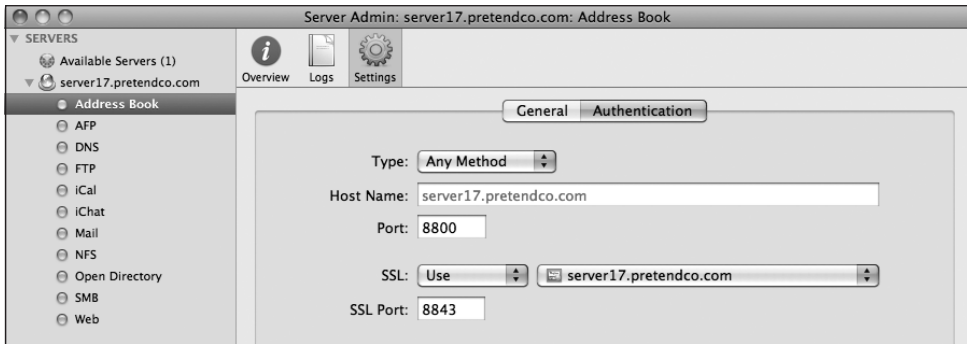 Server Admin: server17.pretendco.com: Address Book
SERVERS
Available Servers (1)
server17.pretendco.com
Address Book
AFP
DNS
FTP
iCal
iChat
Mail
NFS
Open Directory
SMB
Web
Overview Logs Settings
General Authentication
Type: Any Method
Host Name: server17.pretendco.com
Port: 8800
SSL: Use server17.pretendco.com
SSL Port: 8843